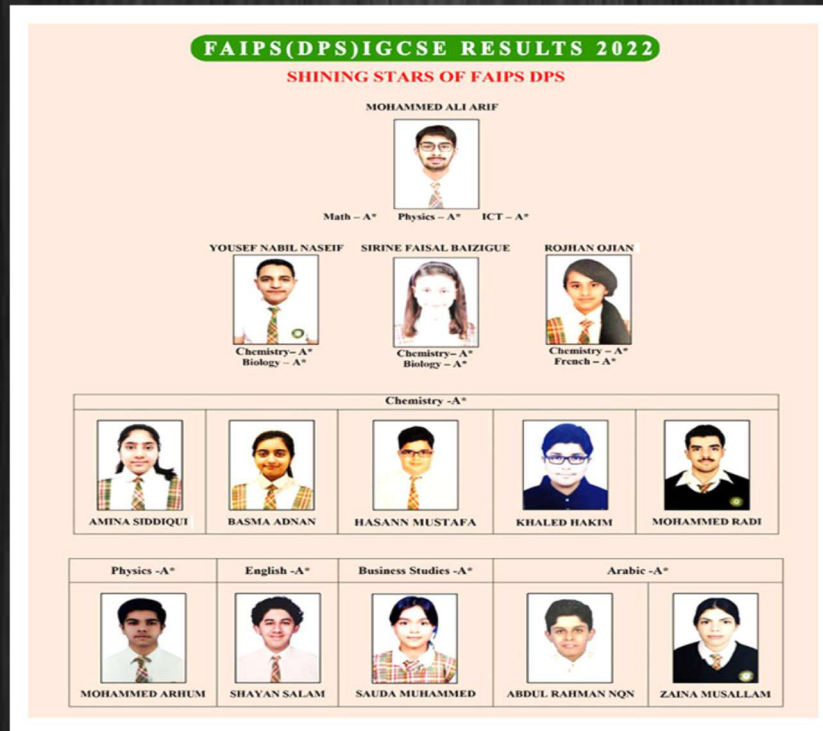 FAIPS(DPS)IGCSE RESULTS 2022
SHINING STARS OF FAIPS DPS
MOHAMMED ALI ARIF
Math – A* Physics – A* ICT – A*
YOUSEF NABIL NASEIF SIRINE FAISAL BAIZIGUE ROJHAN OJIAN
Chemistry– A* Chemistry– A* Chemistry – A*
Biology – A* Biology – A* French – A*
Chemistry -A*
AMINA SIDDIQUI BASMA ADNAN HASANN MUSTAFA KHALED HAKIM MOHAMMED RADI
Physics -A* English -A* Business Studies -A* Arabic -A*
MOHAMMED ARHUM SHAYAN SALAM SAUDA MUHAMMED ABDUL RAHMAN NQN ZAINA MUSALLAM